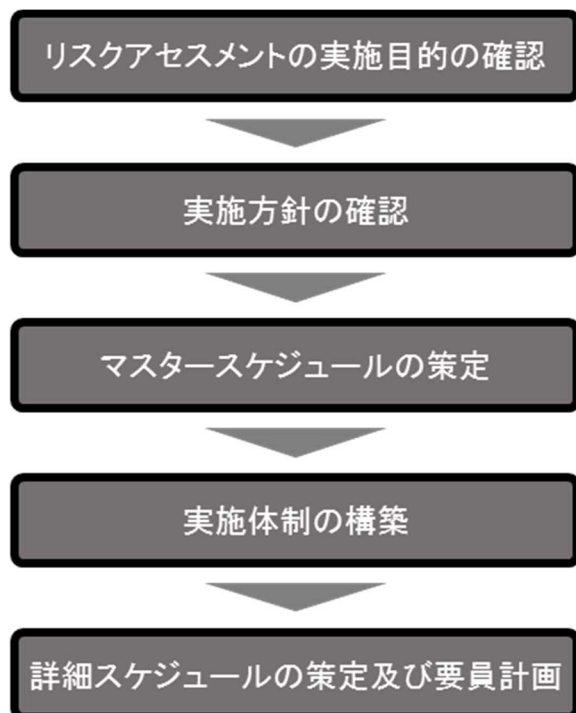 リスクアセスメントの実施目的の確認
実施方針の確認
マスタースケジュールの策定
実施体制の構築
詳細スケジュールの策定及び要員計画